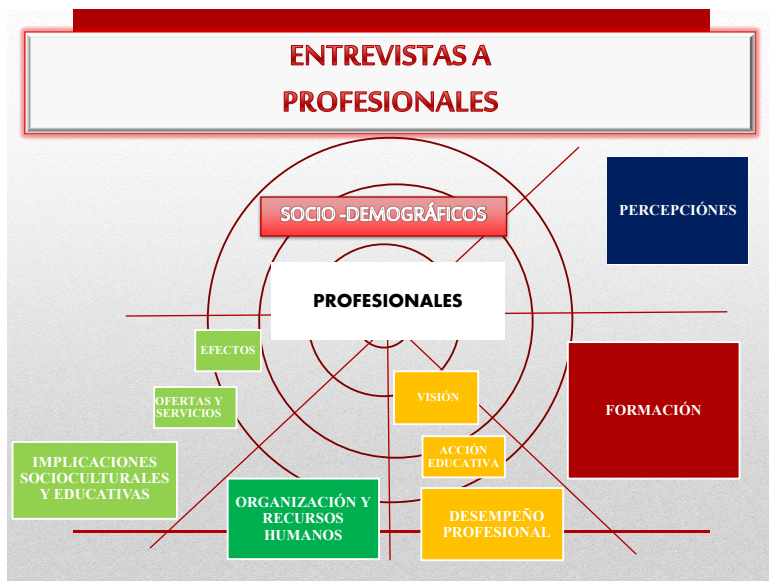 ENTREVISTAS A
PROFESIONALES
SOCIO -DEMOGRÁFICOS
PERCEPCIÓNES
PROFESIONALES
EFECTOS
VISIÓN
OFERTAS Y
SERVICIOS
FORMACIÓN
ACCIÓN
EDUCATIVA
IMPLICACIONES
SOCIOCULTURALES
Y EDUCATIVAS
ORGANIZACIÓN Y
RECURSOS
HUMANOS
DESEMPEÑO
PROFESIONAL